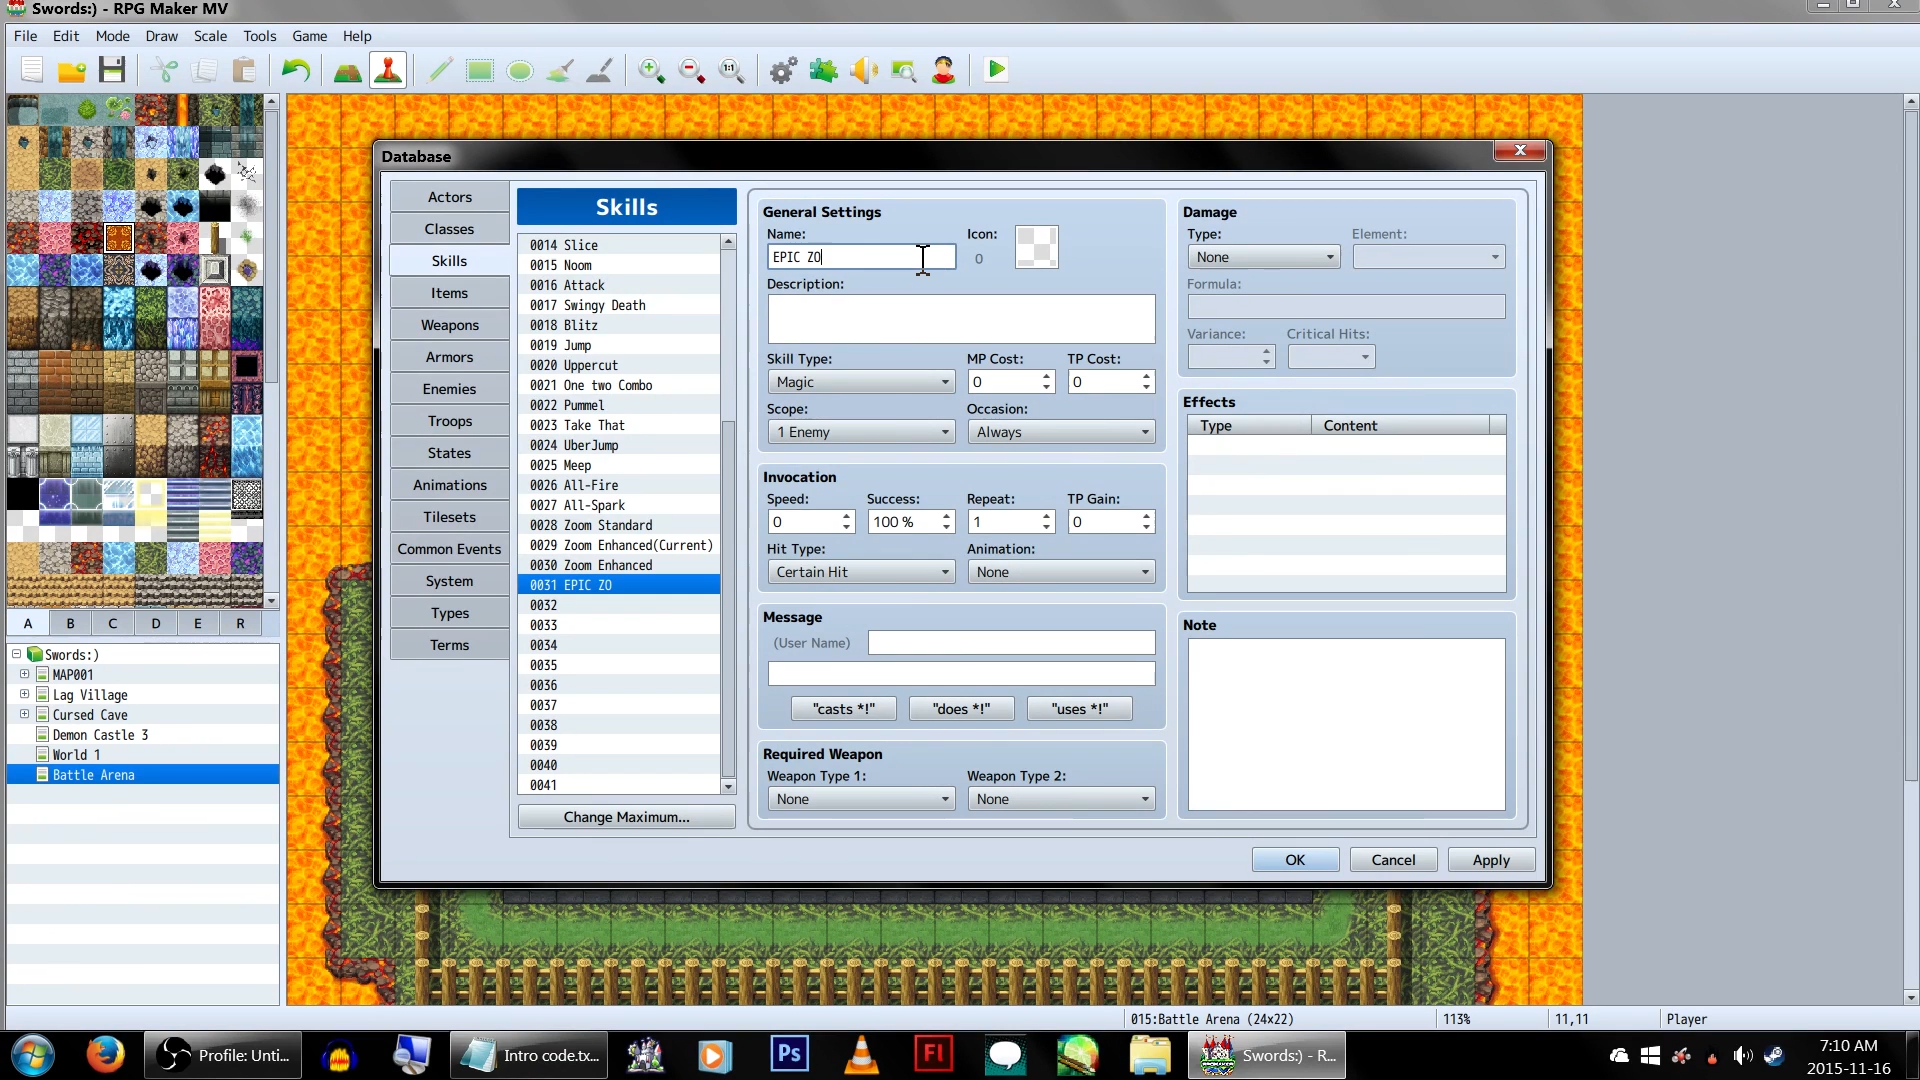 Swords:) - RPG Maker MV
File Edit Mode Draw Scale Tools Game Help
1:1
Database
Actors
Classes
Skills
Items
Weapons
Armors
Enemies
Troops
States
Animations
Tilesets
Common Events
System
Types
Terms
Skills
0014 Slice
0015 Noom
0016 Attack
0017 Swingy Death
0018 Blitz
0019 Jump
0020 Uppercut
0021 One two Combo
0022 Pummel
0023 Take That
0024 UberJump
0025 Meep
0026 All-Fire
0027 All-Spark
0028 Zoom Standard
0029 Zoom Enhanced(Current)
0030 Zoom Enhanced
0031 EPIC ZO
0032
0033
0034
0035
0036
0037
0038
0039
0040
0041
Change Maximum...
General Settings
Name: Icon:
EPIC ZO 0
Description:
Skill Type: MP Cost: TP Cost:
Magic 0 0
Scope: Occasion:
1 Enemy Always
Invocation
Speed: Success: Repeat: TP Gain:
0 100 % 1 0
Hit Type: Animation:
Certain Hit None
Message
(User Name)
"casts *!" "does *!" "uses *!"
Required Weapon
Weapon Type 1: Weapon Type 2:
None None
Damage
Type: Element:
None
Formula:
Variance: Critical Hits:
Effects
Type Content
Note
OK Cancel Apply
A B C D E R
Swords:)
MAP001
Lag Village
Cursed Cave
Demon Castle 3
World 1
Battle Arena
015:Battle Arena (24x22) 113% 11,11 Player
Profile: Unti... Intro code.tx... Ps Fl Swords:) - R...
7:10 AM
2015-11-16